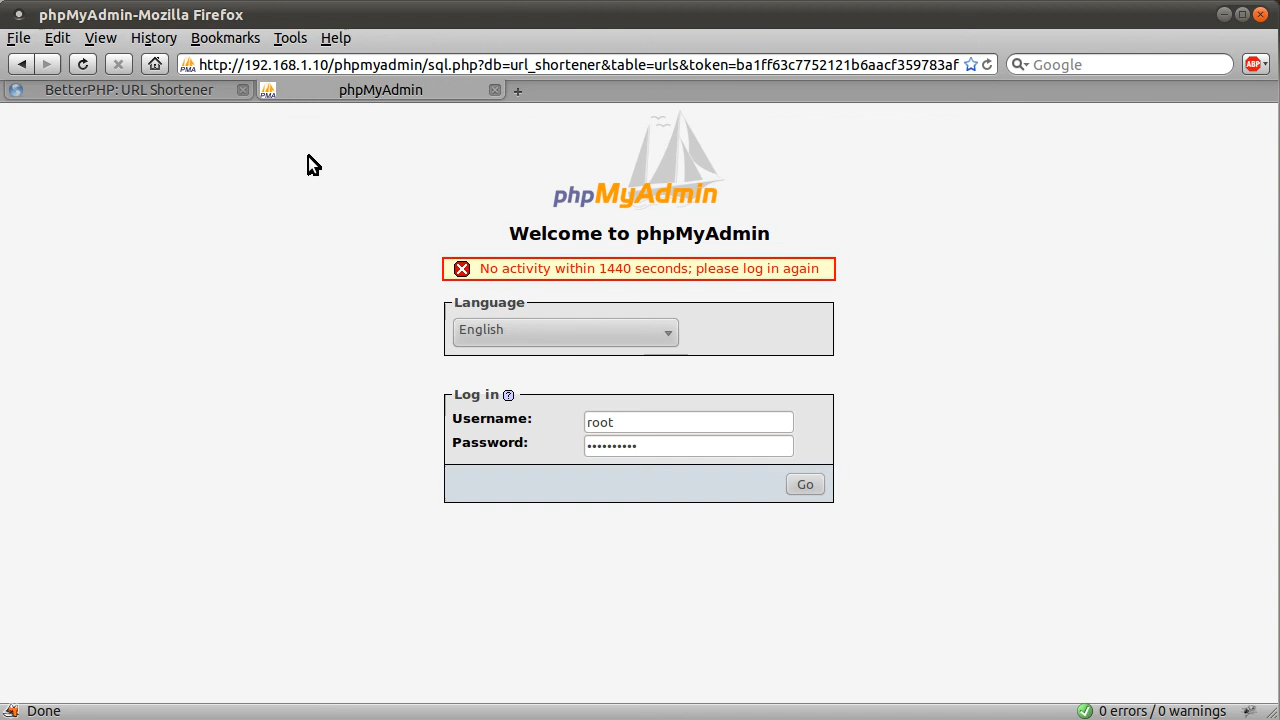 phpMyAdmin-Mozilla Firefox
File Edit View History Bookmarks Tools Help
http://192.168.1.10/phpmyadmin/sql.php?db=url_shortener&table=urls&token=ba1ff63c7752121b6aacf359783af
Google
ABP
BetterPHP: URL Shortener
PMA
phpMyAdmin
phpMyAdmin
Welcome to phpMyAdmin
No activity within 1440 seconds; please log in again
Language
English
Log in ?
Username: root
Password: ••••••••••
Go
Done
0 errors / 0 warnings